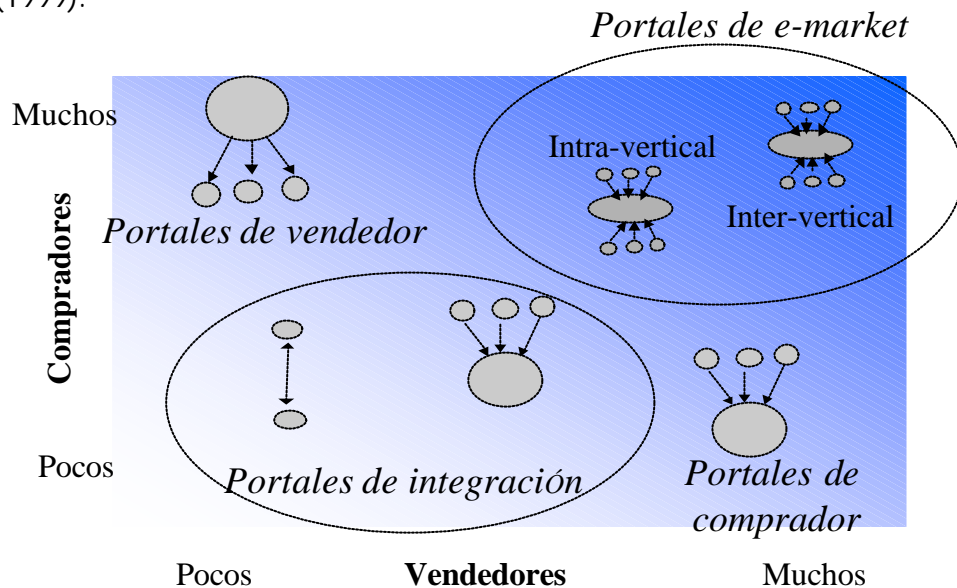 (1999).
Portales de e-market
Muchos
Intra-vertical
Inter-vertical
Portales de vendedor
Compradores
Pocos
Portales de integración
Portales de
comprador
Pocos
Vendedores
Muchos